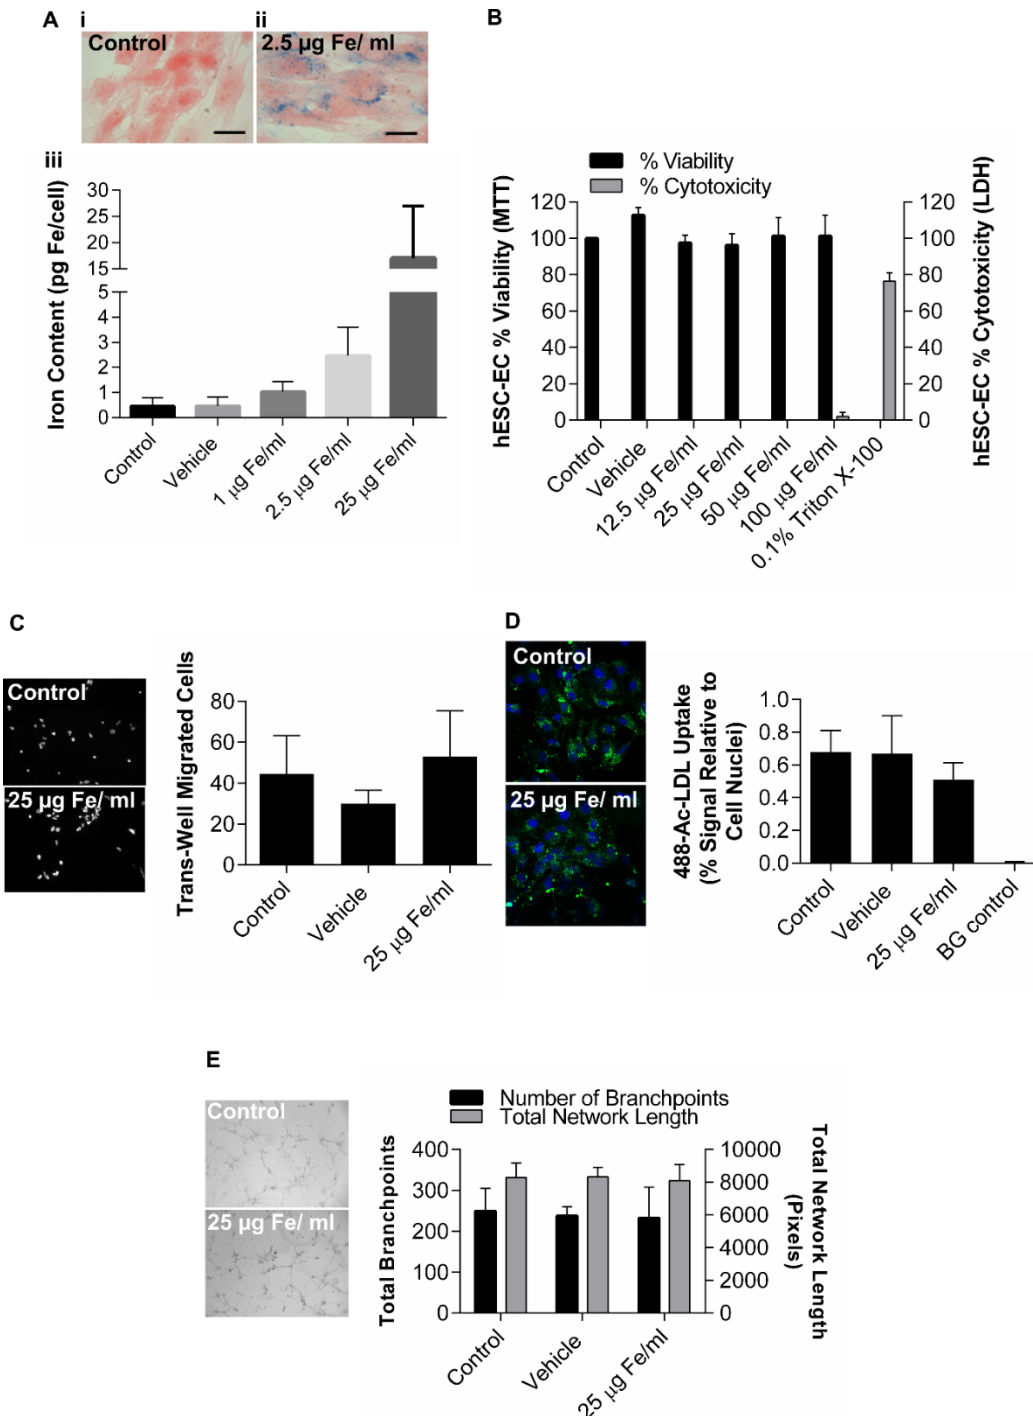 A
i
Control
ii
2.5 µg Fe/ ml
iii
Iron Content (pg Fe/cell)
30
25
20
15
5
4
3
2
1
0
Control
Vehicle
1 µg Fe/ml
2.5 µg Fe/ml
25 µg Fe/ml
B
% Viability
% Cytotoxicity
hESC-EC % Viability (MTT)
120
100
80
60
40
20
0
120
100
80
60
40
20
0
hESC-EC % Cytotoxicity (LDH)
Control
Vehicle
12.5 µg Fe/ml
25 µg Fe/ml
50 µg Fe/ml
100 µg Fe/ml
0.1% Triton X-100
C
Control
25 µg Fe/ ml
Trans-Well Migrated Cells
80
60
40
20
0
Control
Vehicle
25 µg Fe/ml
D
Control
25 µg Fe/ ml
488-Ac-LDL Uptake
(% Signal Relative to
Cell Nuclei)
1.0
0.8
0.6
0.4
0.2
0.0
Control
Vehicle
25 µg Fe/ml
BG control
E
Control
25 µg Fe/ ml
Number of Branchpoints
Total Network Length
Total Branchpoints
400
300
200
100
0
10000
8000
6000
4000
2000
0
Total Network Length
(Pixels)
Control
Vehicle
25 µg Fe/ml